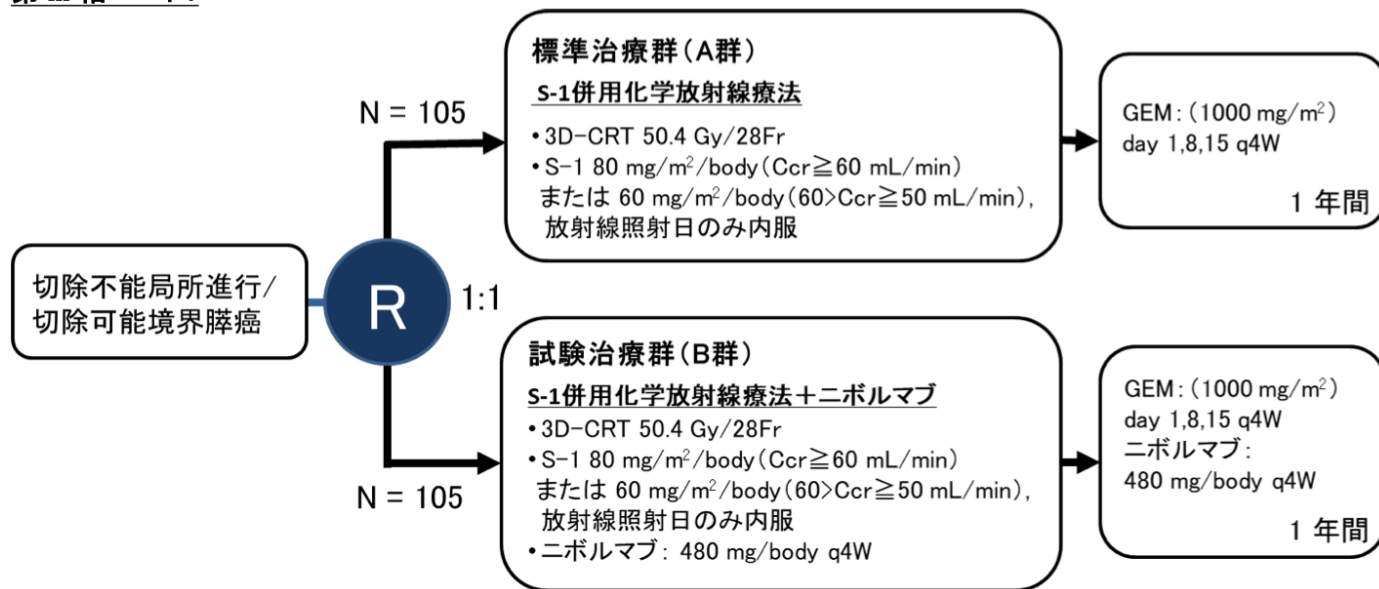 切除不能局所進行/
切除可能境界膵癌
R
1:1
N = 105
標準治療群(A群)
S-1併用化学放射線療法
•3D-CRT 50.4 Gy/28Fr
•S-1 80 mg/m²/body(Ccr≧60 mL/min)
または 60 mg/m²/body(60>Ccr≧50 mL/min),
放射線照射日のみ内服
GEM: (1000 mg/m²)
day 1,8,15 q4W
1 年間
N = 105
試験治療群(B群)
S-1併用化学放射線療法+ニボルマブ
•3D-CRT 50.4 Gy/28Fr
•S-1 80 mg/m²/body(Ccr≧60 mL/min)
または 60 mg/m²/body(60>Ccr≧50 mL/min),
放射線照射日のみ内服
•ニボルマブ: 480 mg/body q4W
GEM: (1000 mg/m²)
day 1,8,15 q4W
ニボルマブ:
480 mg/body q4W
1 年間